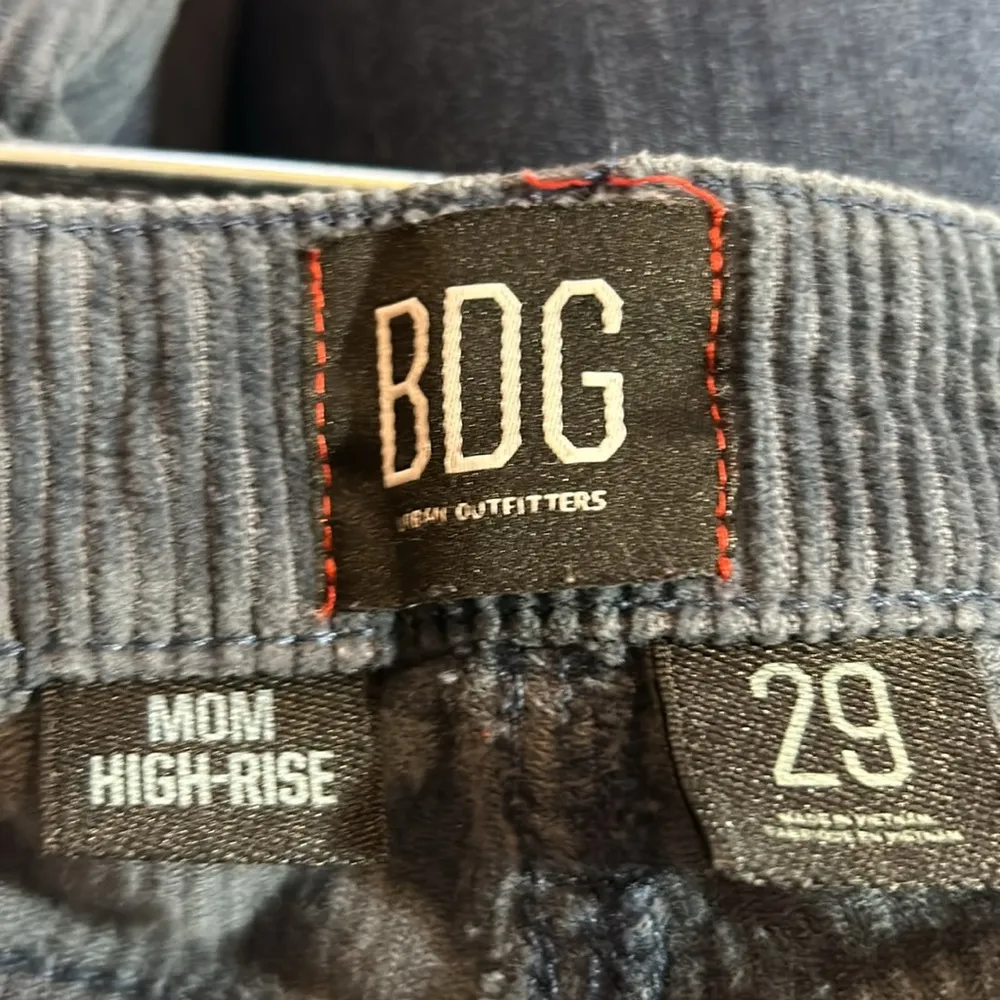 BDG
URBAN OUTFITTERS
MOM
HIGH-RISE
29
MADE IN VIETNAM